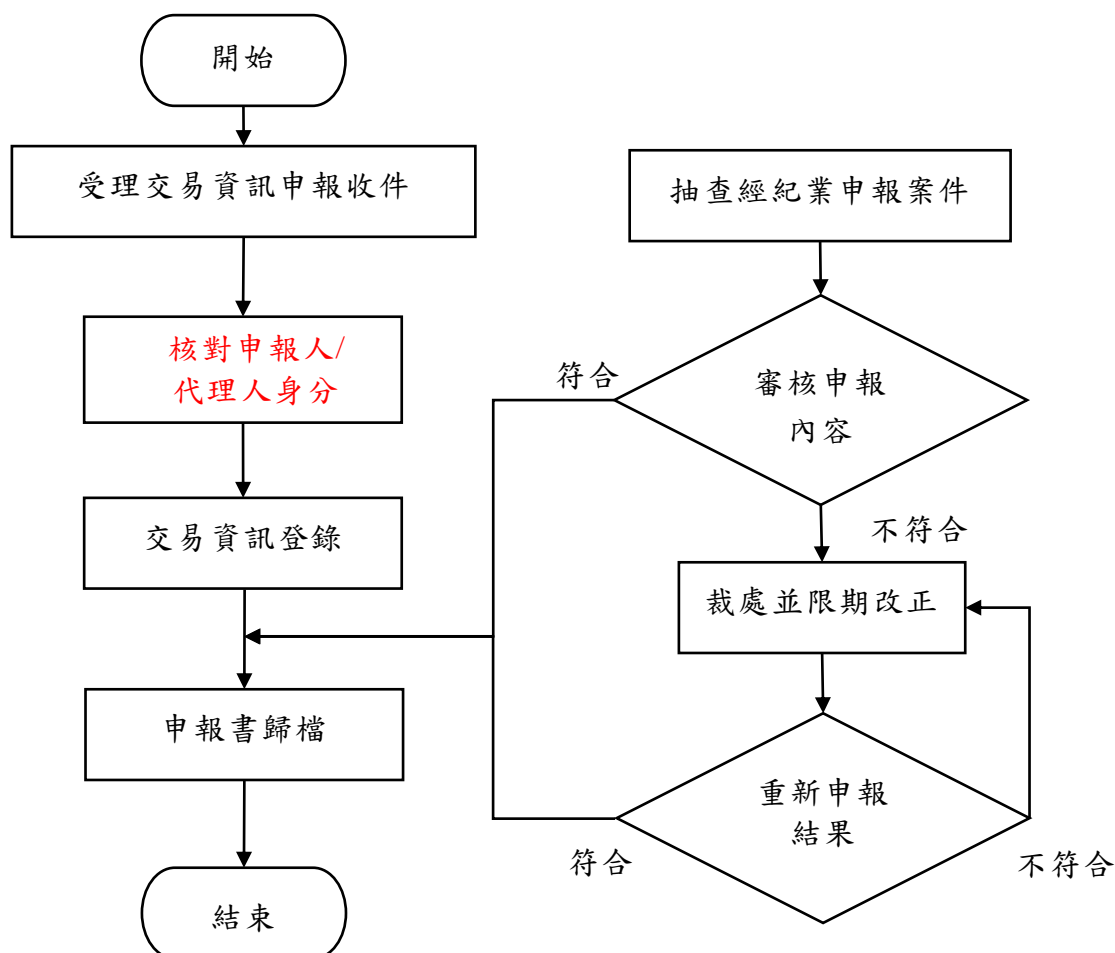 開始
受理交易資訊申報收件
核對申報人/
代理人身分
交易資訊登錄
申報書歸檔
結束
抽查經紀業申報案件
審核申報
內容
符合
不符合
裁處並限期改正
重新申報
結果
符合
不符合